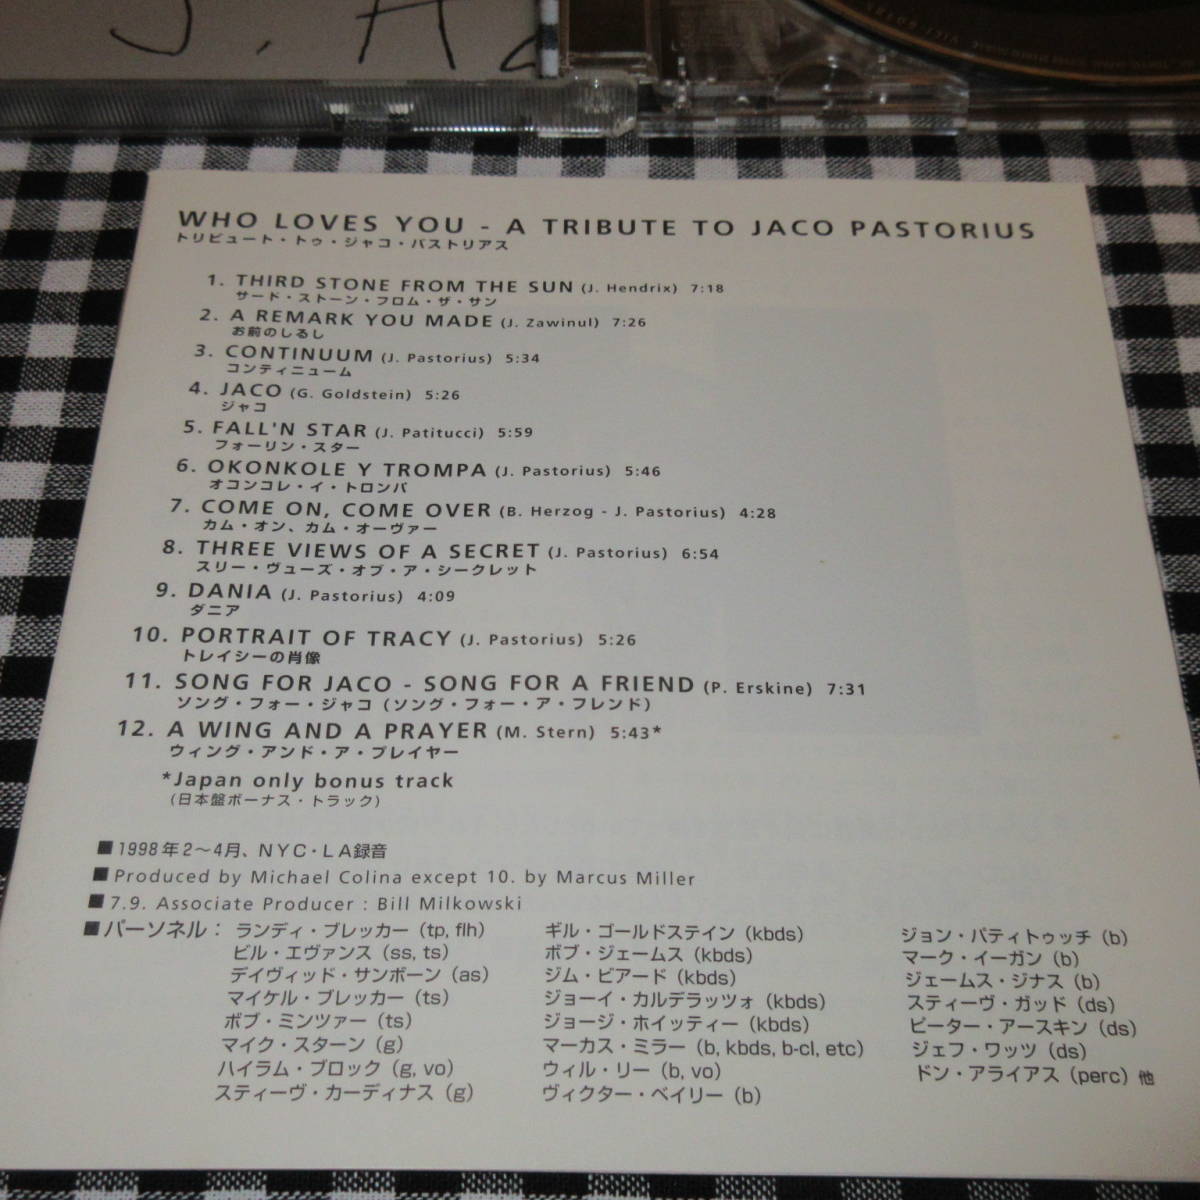 J. A
WHO LOVES YOU - A TRIBUTE TO JACO PASTORIUS
トリビュート・トゥ・ジャコ・パストリアス
1. THIRD STONE FROM THE SUN (J. Hendrix) 7:18
サード・ストーン・フロム・ザ・サン
2. A REMARK YOU MADE (J. Zawinul) 7:26
お前のしるし
3. CONTINUUM (J. Pastorius) 5:34
コンティニューム
4. JACO (G. Goldstein) 5:26
ジャコ
5. FALL'N STAR (J. Patitucci) 5:59
フォーリン・スター
6. OKONKOLE Y TROMPA (J. Pastorius) 5:46
オコンコレ・イ・トロンパ
7. COME ON, COME OVER (B. Herzog - J. Pastorius) 4:28
カム・オン、カム・オーヴァー
8. THREE VIEWS OF A SECRET (J. Pastorius) 6:54
スリー・ヴューズ・オブ・ア・シークレット
9. DANIA (J. Pastorius) 4:09
ダニア
10. PORTRAIT OF TRACY (J. Pastorius) 5:26
トレイシーの肖像
11. SONG FOR JACO - SONG FOR A FRIEND (P. Erskine) 7:31
ソング・フォー・ジャコ (ソング・フォー・ア・フレンド)
12. A WING AND A PRAYER (M. Stern) 5:43*
ウィング・アンド・ア・プレイヤー
*Japan only bonus track
(日本盤ボーナス・トラック)
■1998年2〜4月、NYC・LA録音
■Produced by Michael Colina except 10. by Marcus Miller
■7.9. Associate Producer : Bill Milkowski
■パーソネル : ランディ・ブレッカー (tp, flh)
ビル・エヴァンス (ss, ts)
デイヴィッド・サンボーン (as)
マイケル・ブレッカー (ts)
ボブ・ミンツァー (ts)
マイク・スターン (g)
ハイラム・ブロック (g, vo)
スティーヴ・カーディナス (g)
ギル・ゴールドステイン (kbds)
ボブ・ジェームス (kbds)
ジム・ビアード (kbds)
ジョーイ・カルデラッツォ (kbds)
ジョージ・ホイッティー (kbds)
マーカス・ミラー (b, kbds, b-cl, etc)
ウィル・リー (b, vo)
ヴィクター・ベイリー (b)
ジョン・パティトゥッチ (b)
マーク・イーガン (b)
ジェームス・ジナス (b)
スティーヴ・ガッド (ds)
ピーター・アースキン (ds)
ジェフ・ワッツ (ds)
ドン・アライアス (perc) 他